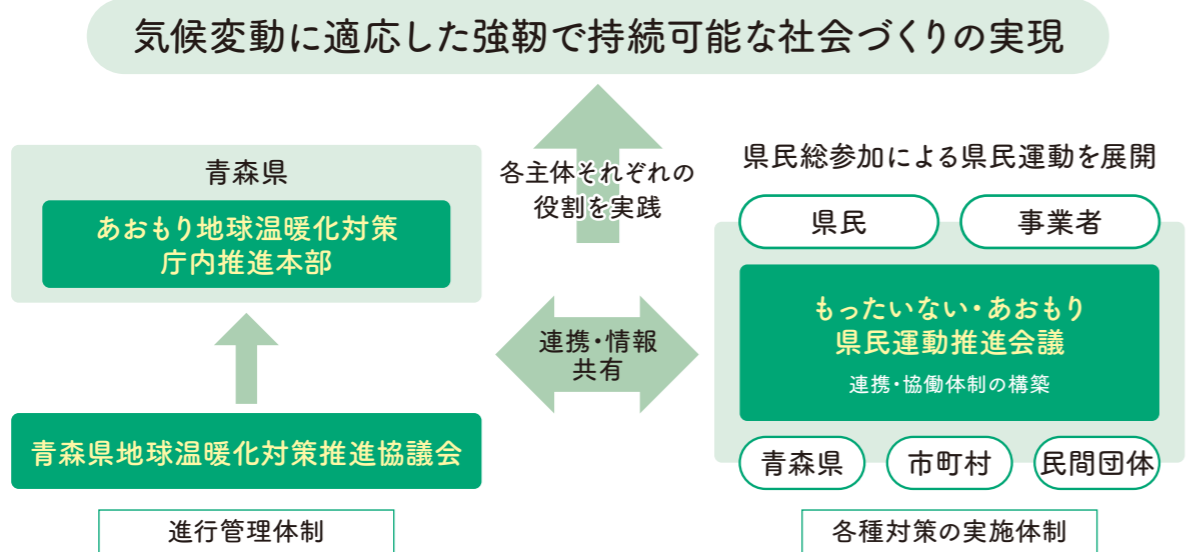 気候変動に適応した強靭で持続可能な社会づくりの実現
青森県
あおもり地球温暖化対策
庁内推進本部
青森県地球温暖化対策推進協議会
進行管理体制
各主体それぞれの
役割を実践
連携・情報
共有
県民総参加による県民運動を展開
県民
事業者
もったいない・あおもり
県民運動推進会議
連携・協働体制の構築
青森県
市町村
民間団体
各種対策の実施体制